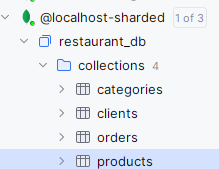 @localhost-sharded 1 of 3
restaurant_db
collections 4
categories
clients
orders
products